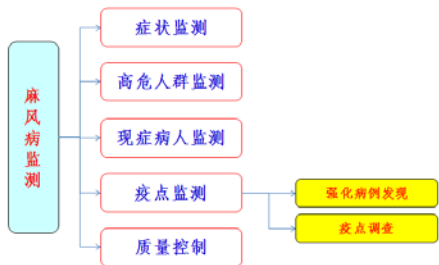 麻风病监测
症状监测
高危人群监测
现症病人监测
疫点监测
质量控制
强化病例发现
疫点调查